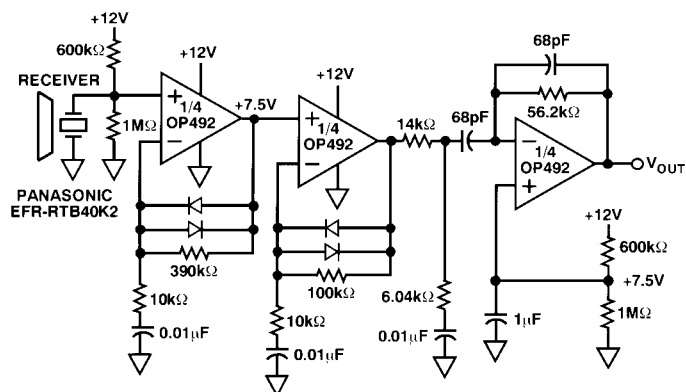 +12V
600kΩ
RECEIVER
1MΩ
PANASONIC
EFR-RTB40K2
+12V
+
1/4
OP492
−
+7.5V
390kΩ
10kΩ
0.01μF
+12V
+
1/4
OP492
−
100kΩ
10kΩ
0.01μF
14kΩ
68pF
6.04kΩ
0.01μF
68pF
56.2kΩ
−
1/4
OP492
+
VOUT
+12V
600kΩ
+7.5V
1μF
1MΩ